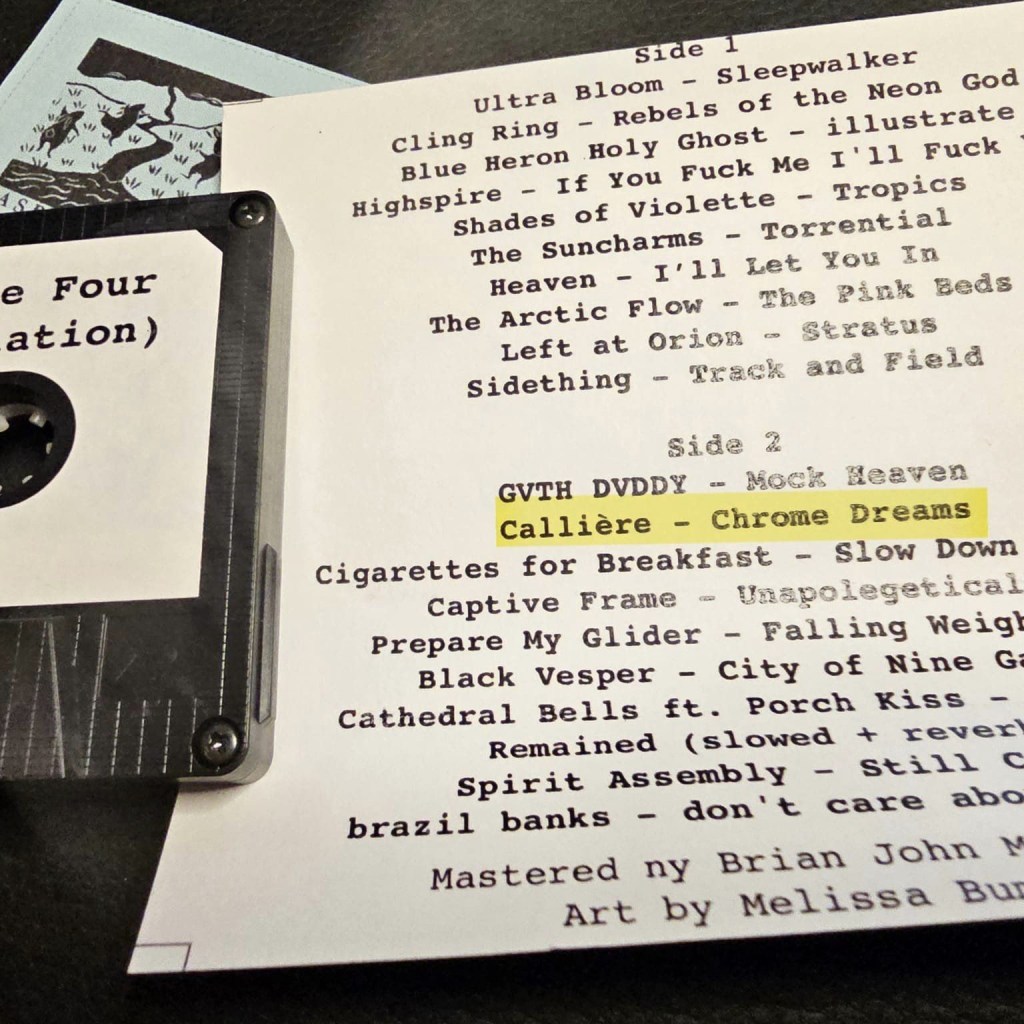 Side 1
Ultra Bloom - Sleepwalker
Cling Ring - Rebels of the Neon God
Blue Heron Holy Ghost - illustrate
Highspire - If You Fuck Me I'll Fuck
Shades of Violette - Tropics
The Suncharms - Torrential
Heaven - I'll Let You In
The Arctic Flow - The Pink Beds
Left at Orion - Stratus
Sidething - Track and Field
Side 2
GVTH DVDDY - Mock Heaven
Callière - Chrome Dreams
Cigarettes for Breakfast - Slow Down
Captive Frame - Unapolegetical
Prepare My Glider - Falling Weigh
Black Vesper - City of Nine Ga
Cathedral Bells ft. Porch Kiss -
Remained (slowed + rever
Spirit Assembly - Still C
brazil banks - don't care abo
Mastered ny Brian John M
Art by Melissa Bu
e Four
ation)